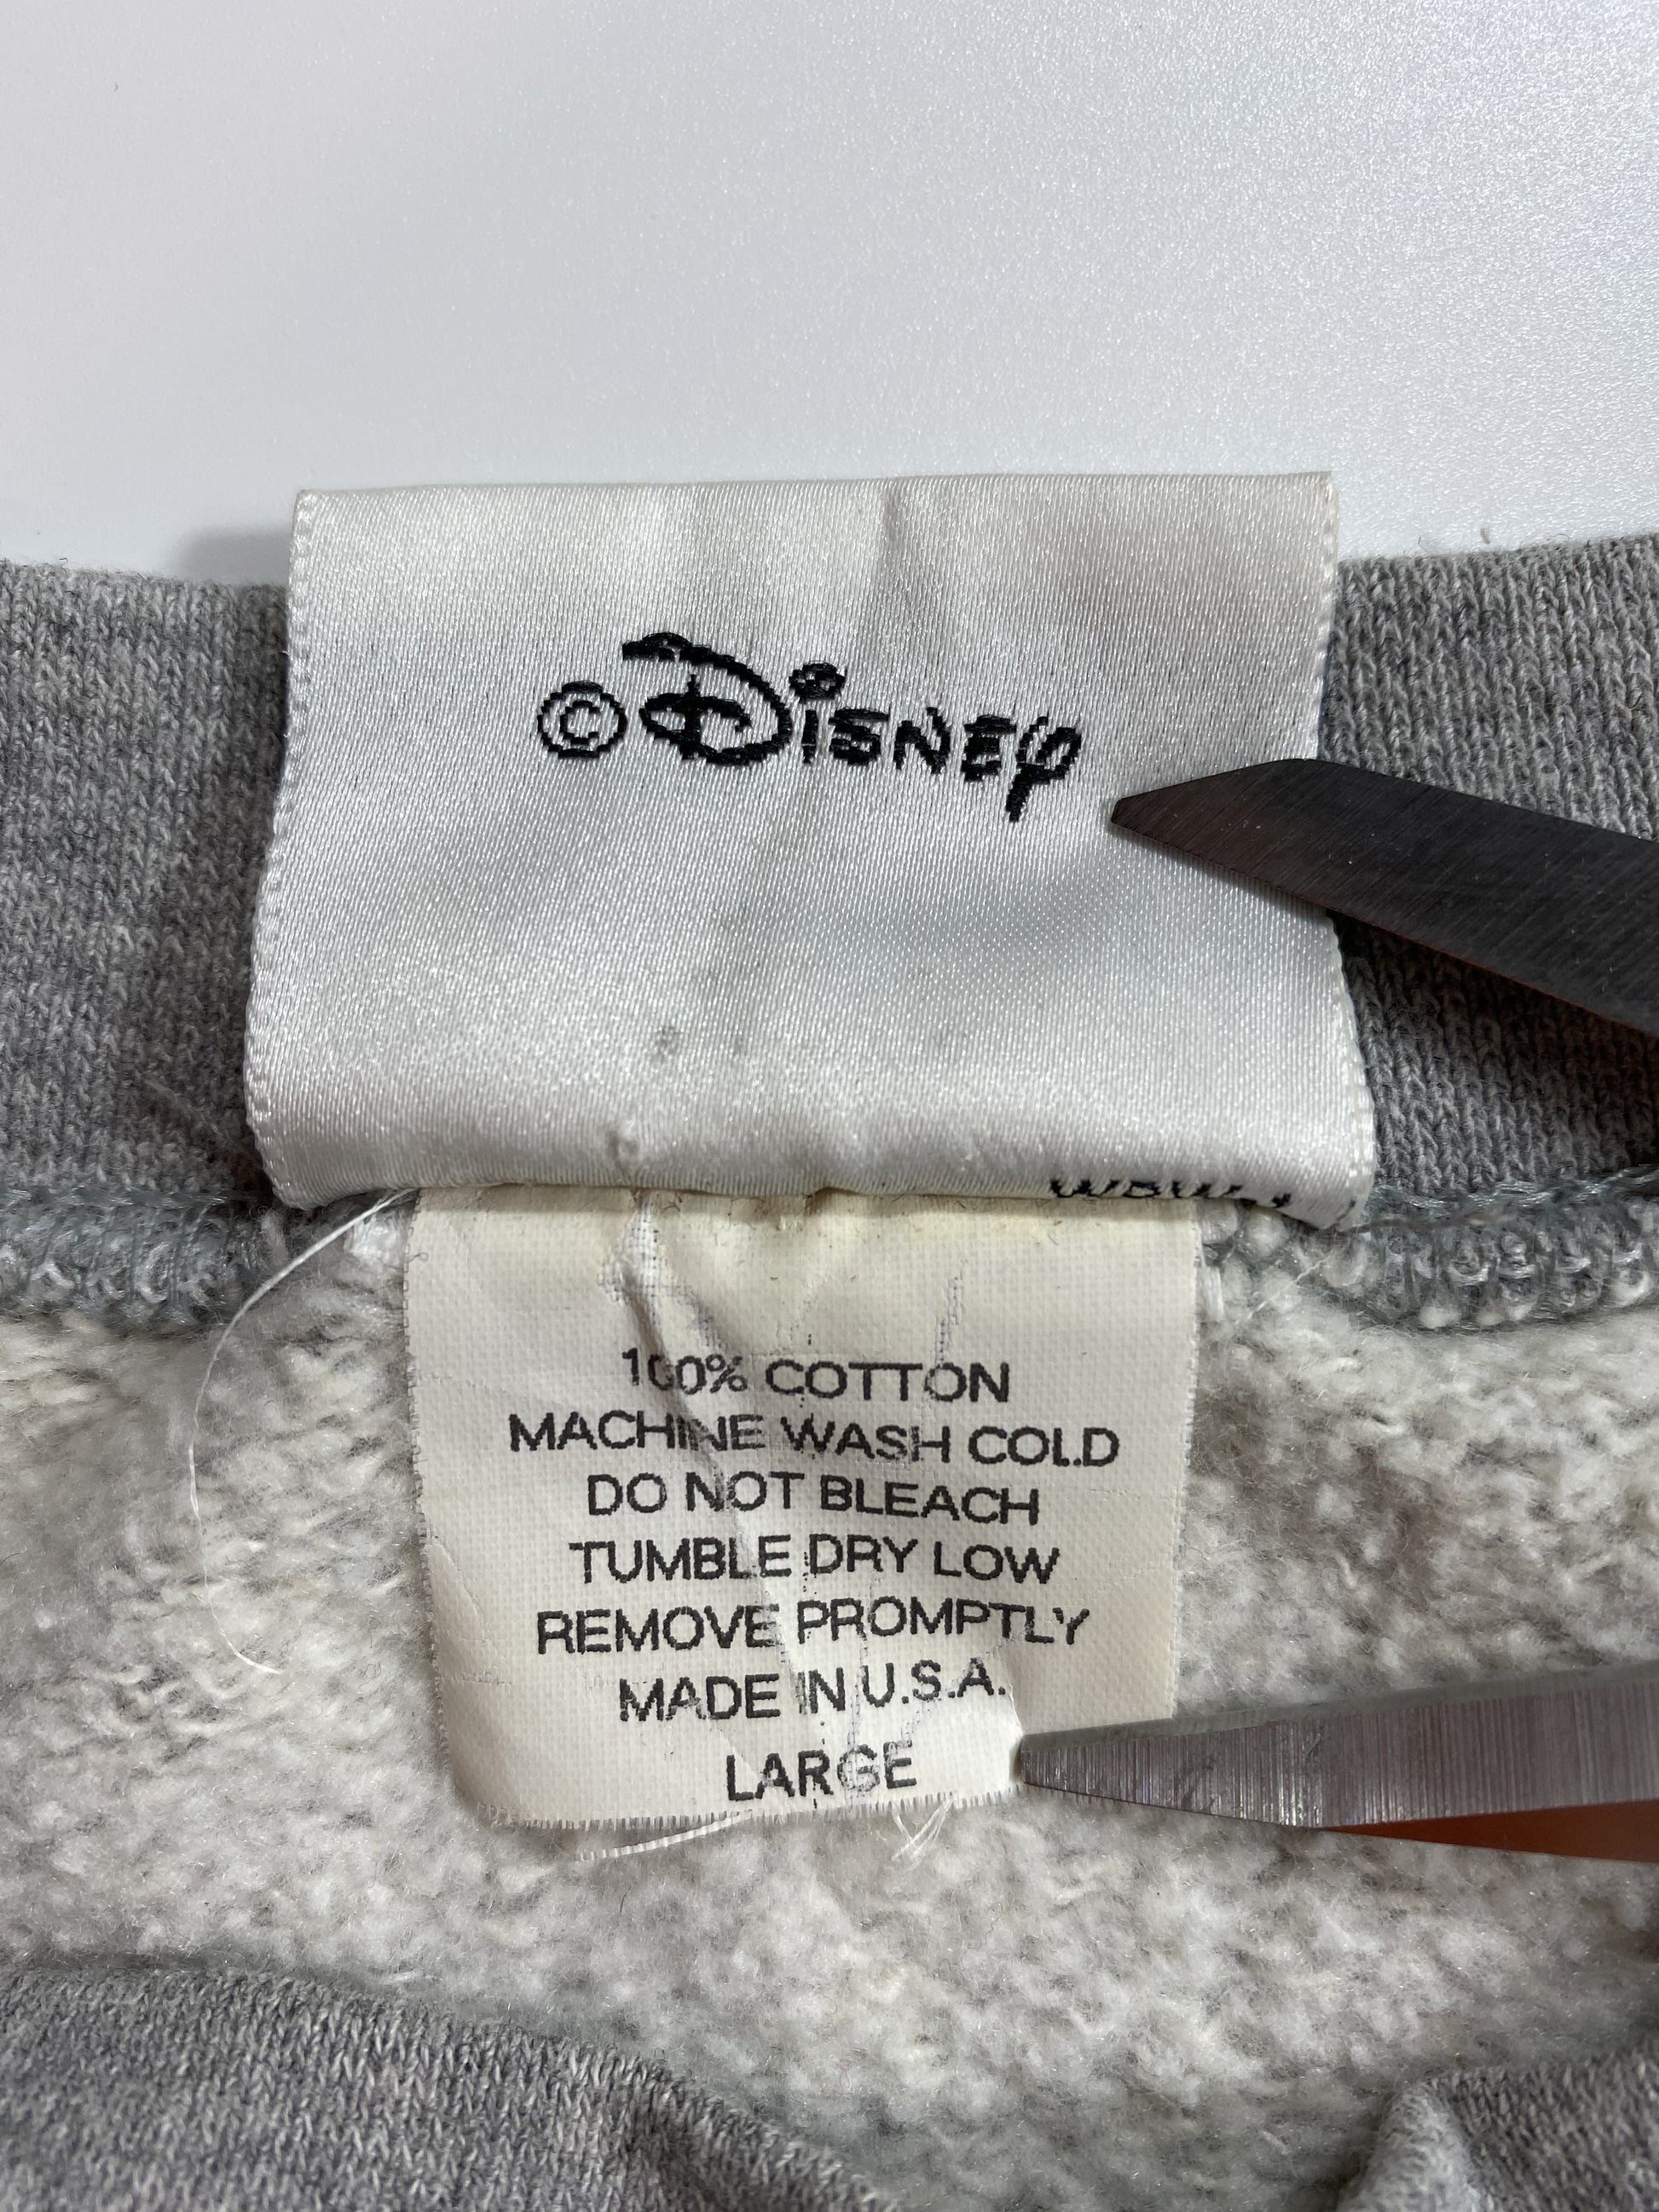 ©Disney
100% COTTON
MACHINE WASH COLD
DO NOT BLEACH
TUMBLE DRY LOW
REMOVE PROMPTLY
MADE IN U.S.A.
LARGE